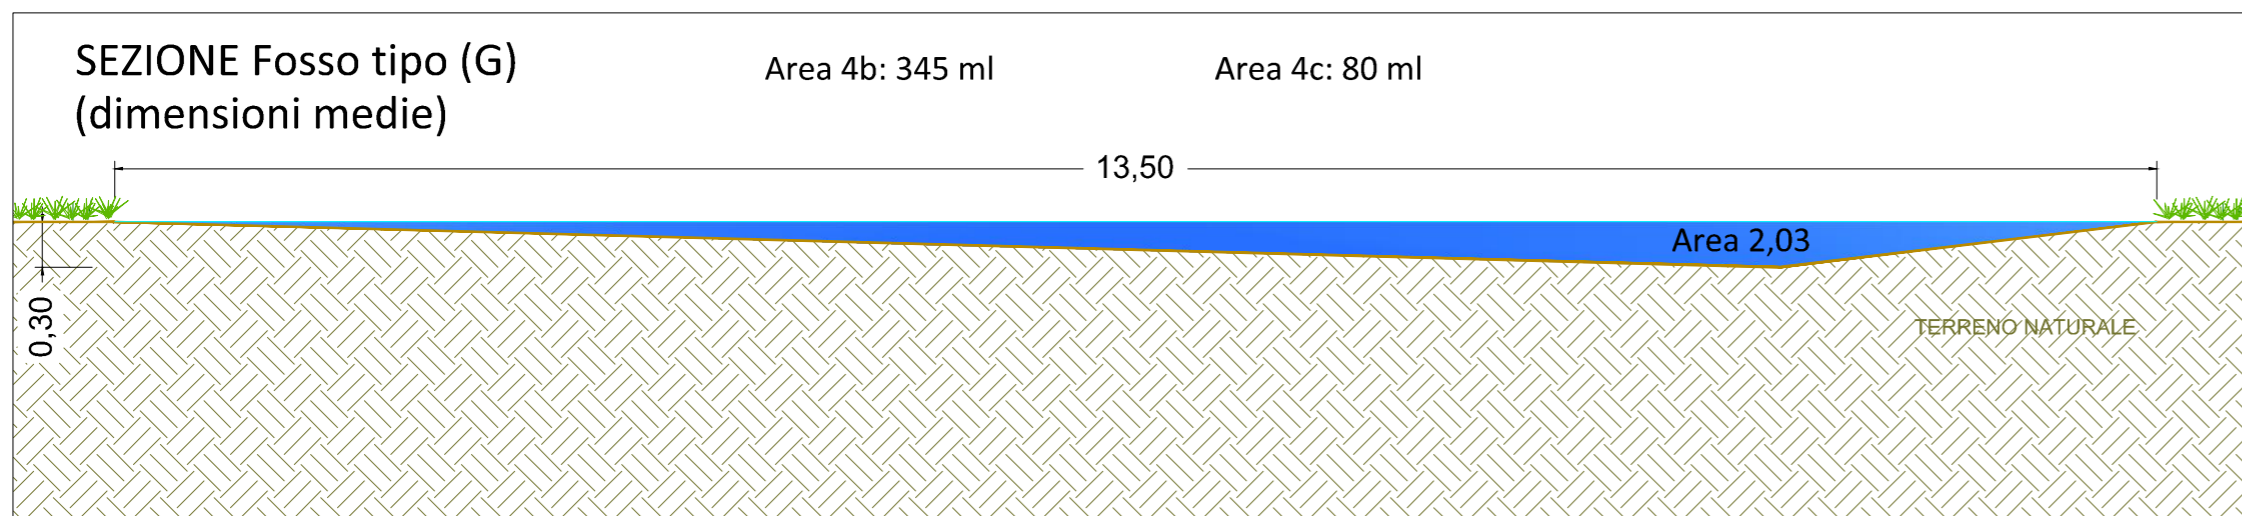 SEZIONE Fosso tipo (G)
(dimensioni medie)
Area 4b: 345 ml
Area 4c: 80 ml
13,50
Area 2,03
0,30
TERRENO NATURALE